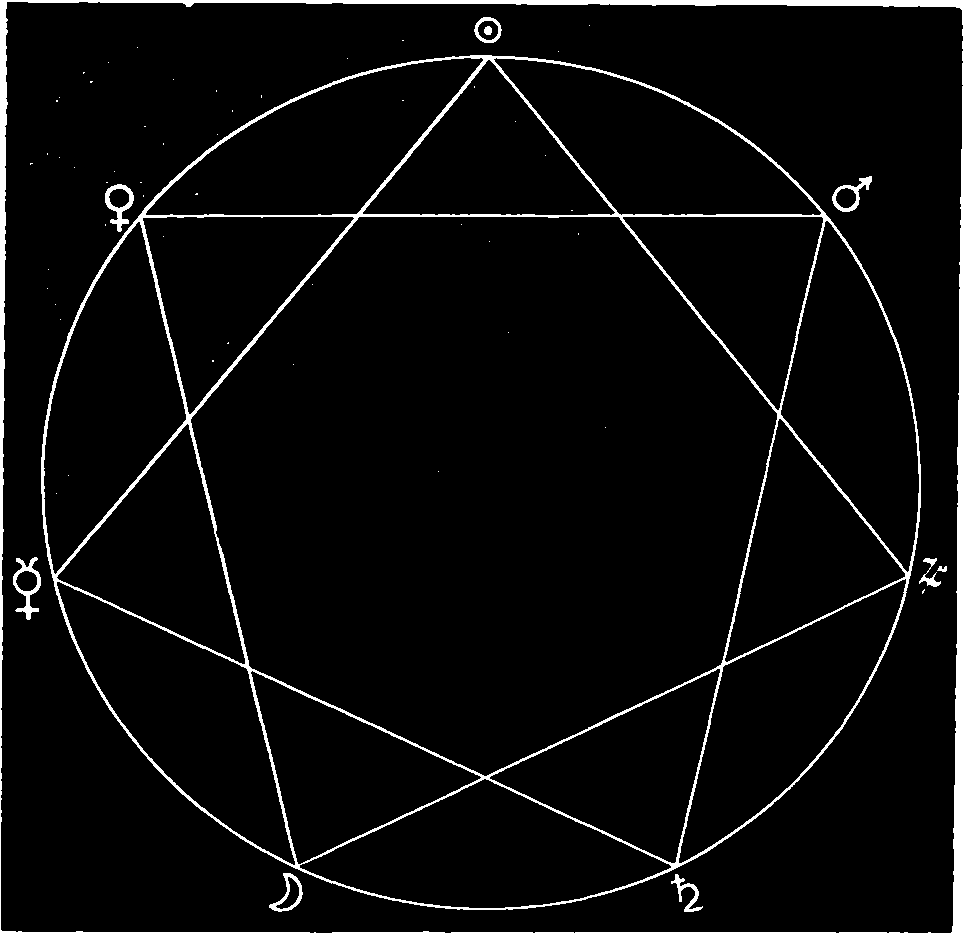 ☉
♀ ♂
☿ ♃
☽ ♄